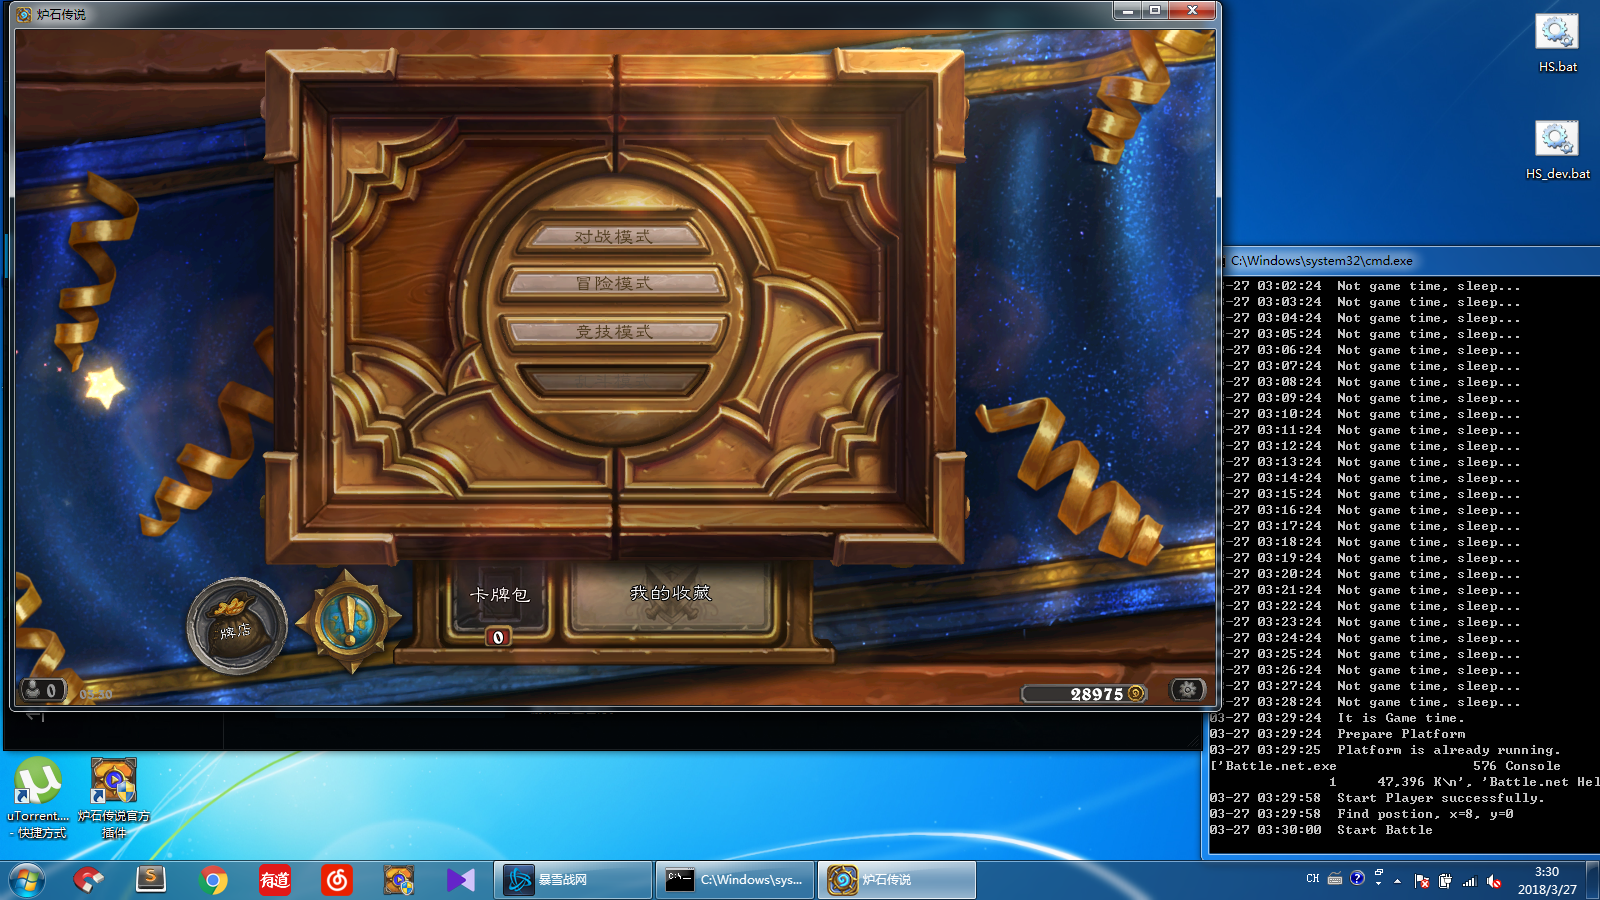 炉石传说
对战模式
冒险模式
竞技模式
牌店
卡牌包
0
我的收藏
0
03:30
28975
HS.bat
HS_dev.bat
C:\Windows\system32\cmd.exe
-27 03:02:24 Not game time, sleep...
-27 03:03:24 Not game time, sleep...
-27 03:04:24 Not game time, sleep...
-27 03:05:24 Not game time, sleep...
-27 03:06:24 Not game time, sleep...
-27 03:07:24 Not game time, sleep...
-27 03:08:24 Not game time, sleep...
-27 03:09:24 Not game time, sleep...
-27 03:10:24 Not game time, sleep...
-27 03:11:24 Not game time, sleep...
-27 03:12:24 Not game time, sleep...
-27 03:13:24 Not game time, sleep...
-27 03:14:24 Not game time, sleep...
-27 03:15:24 Not game time, sleep...
-27 03:16:24 Not game time, sleep...
-27 03:17:24 Not game time, sleep...
-27 03:18:24 Not game time, sleep...
-27 03:19:24 Not game time, sleep...
-27 03:20:24 Not game time, sleep...
-27 03:21:24 Not game time, sleep...
-27 03:22:24 Not game time, sleep...
-27 03:23:24 Not game time, sleep...
-27 03:24:24 Not game time, sleep...
-27 03:25:24 Not game time, sleep...
-27 03:26:24 Not game time, sleep...
-27 03:27:24 Not game time, sleep...
-27 03:28:24 Not game time, sleep...
03-27 03:29:24 It is Game time.
03-27 03:29:24 Prepare Platform
03-27 03:29:25 Platform is already running.
['Battle.net.exe 576 Console
1 47,396 K\n', 'Battle.net Hel
03-27 03:29:58 Start Player successfully.
03-27 03:29:58 Find postion, x=8, y=0
03-27 03:30:00 Start Battle
uTorrent....
- 快捷方式
炉石传说官方
插件
有道
暴雪战网
C:\Windows\sys...
炉石传说
CH
3:30
2018/3/27